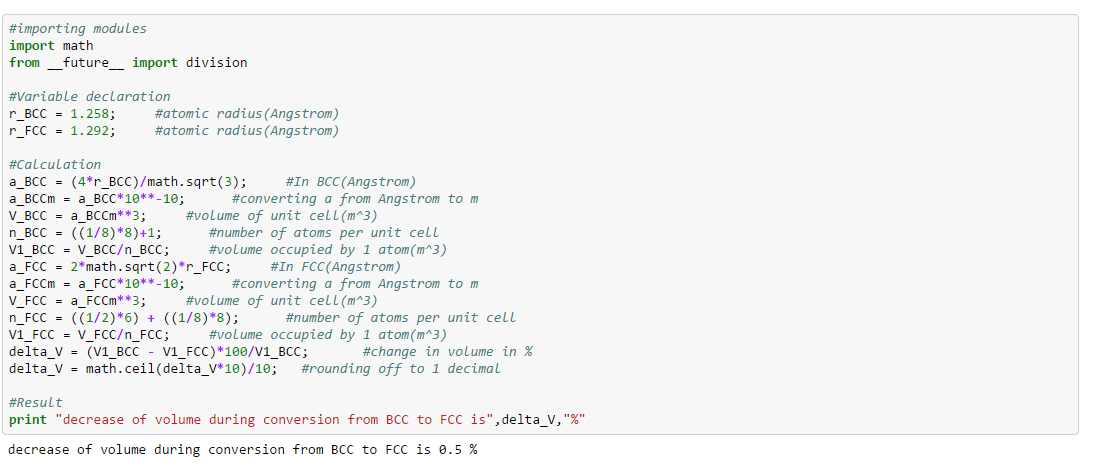 #importing modules
import math
from __future__ import division
#Variable declaration
r_BCC = 1.258;     #atomic radius(Angstrom)
r_FCC = 1.292;     #atomic radius(Angstrom)
#Calculation
a_BCC = (4*r_BCC)/math.sqrt(3);     #In BCC(Angstrom)
a_BCCm = a_BCC*10**-10;      #converting a from Angstrom to m
V_BCC = a_BCCm**3;     #volume of unit cell(m^3)
n_BCC = ((1/8)*8)+1;      #number of atoms per unit cell
V1_BCC = V_BCC/n_BCC;     #volume occupied by 1 atom(m^3)
a_FCC = 2*math.sqrt(2)*r_FCC;     #In FCC(Angstrom)
a_FCCm = a_FCC*10**-10;      #converting a from Angstrom to m
V_FCC = a_FCCm**3;     #volume of unit cell(m^3)
n_FCC = ((1/2)*6) + ((1/8)*8);      #number of atoms per unit cell
V1_FCC = V_FCC/n_FCC;     #volume occupied by 1 atom(m^3)
delta_V = (V1_BCC - V1_FCC)*100/V1_BCC;       #change in volume in %
delta_V = math.ceil(delta_V*10)/10;   #rounding off to 1 decimal
#Result
print "decrease of volume during conversion from BCC to FCC is",delta_V,"%"
decrease of volume during conversion from BCC to FCC is 0.5 %